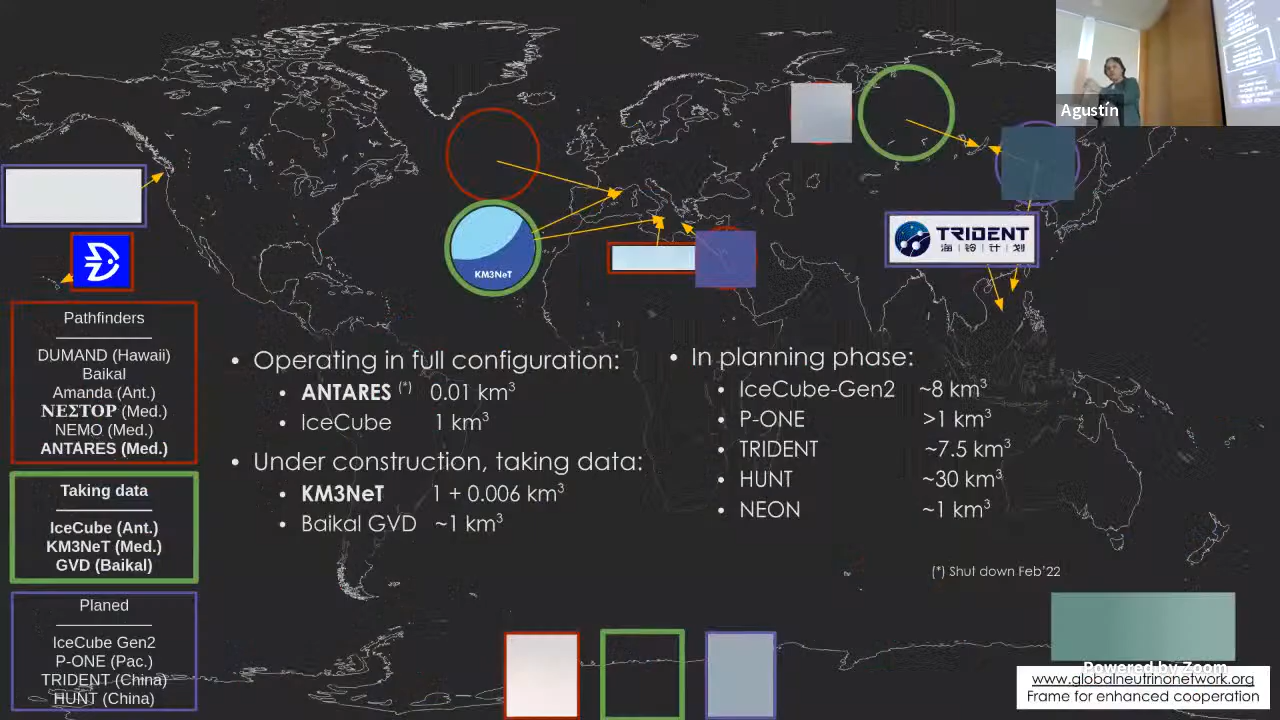 Agustín
TRIDENT
海 | 铃 | 计 | 划
KM3NeT
Pathfinders
DUMAND (Hawaii)
Baikal
Amanda (Ant.)
ΝΕΣΤΟΡ (Med.)
NEMO (Med.)
ANTARES (Med.)
Taking data
IceCube (Ant.)
KM3NeT (Med.)
GVD (Baikal)
Planed
IceCube Gen2
P-ONE (Pac.)
TRIDENT (China)
HUNT (China)
• Operating in full configuration:
• ANTARES (*) 0.01 km³
• IceCube 1 km³
• Under construction, taking data:
• KM3NeT 1 + 0.006 km³
• Baikal GVD ~1 km³
• In planning phase:
• IceCube-Gen2 ~8 km³
• P-ONE >1 km³
• TRIDENT ~7.5 km³
• HUNT ~30 km³
• NEON ~1 km³
(*) Shut down Feb'22
Powered by Zoom
www.globalneutrinonetwork.org
Frame for enhanced cooperation